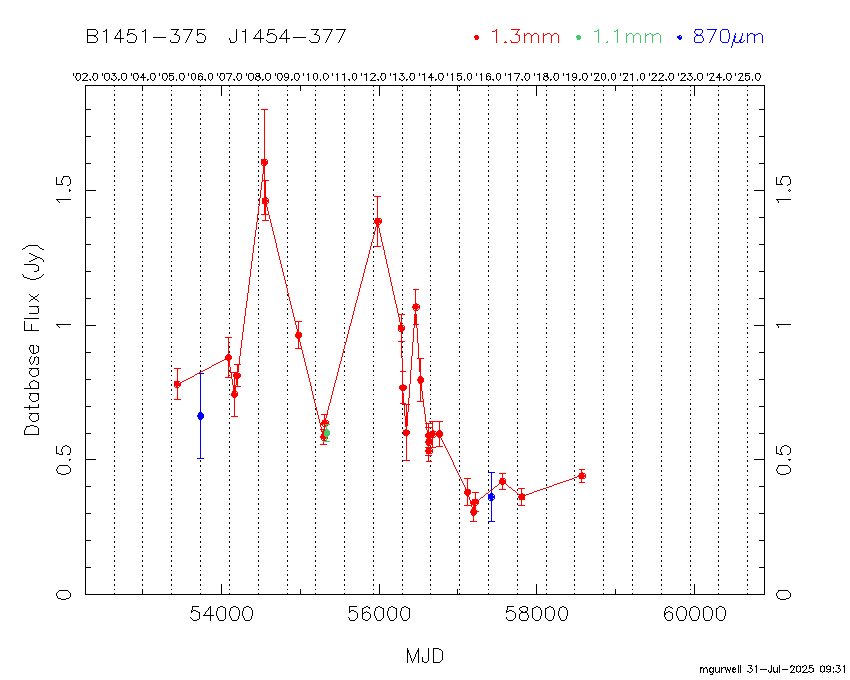 B1451-375 J1454-377 1.3mm 1.1mm 870μm
'02.0 '03.0 '04.0 '05.0 '06.0 '07.0 '08.0 '09.0 '10.0 '11.0 '12.0 '13.0 '14.0 '15.0 '16.0 '17.0 '18.0 '19.0 '20.0 '21.0 '22.0 '23.0 '24.0 '25.0
1.5 1.5
1 1
0.5 0.5
0 0
Database Flux (Jy)
54000 56000 58000 60000
MJD
mgurwell 31-Jul-2025 09:31